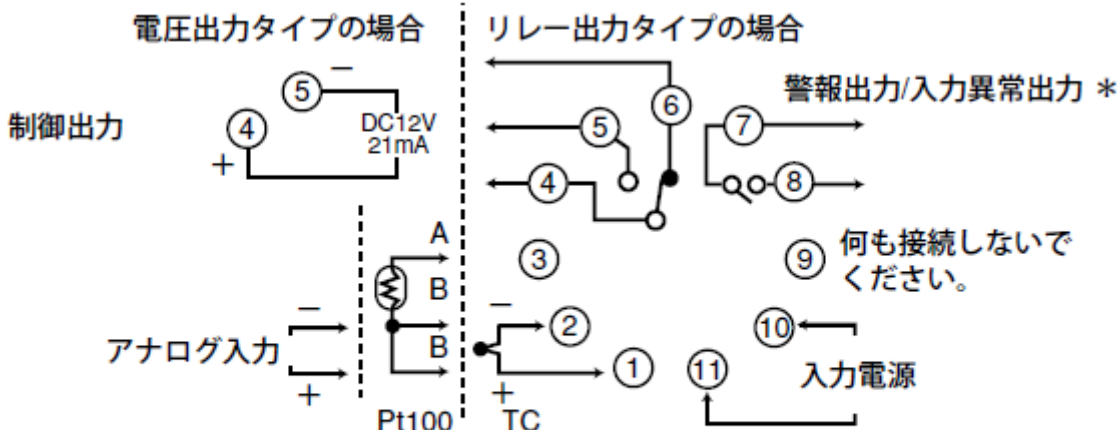 電圧出力タイプの場合
リレー出力タイプの場合
制御出力
⑤
−
④
+
DC12V
21mA
⑥
⑤
④
警報出力/入力異常出力 *
⑦
⑧
③
⑨
何も接続しないで
ください。
A
B
B
アナログ入力
−
+
Pt100
−
+
TC
②
①
⑩
⑪
入力電源